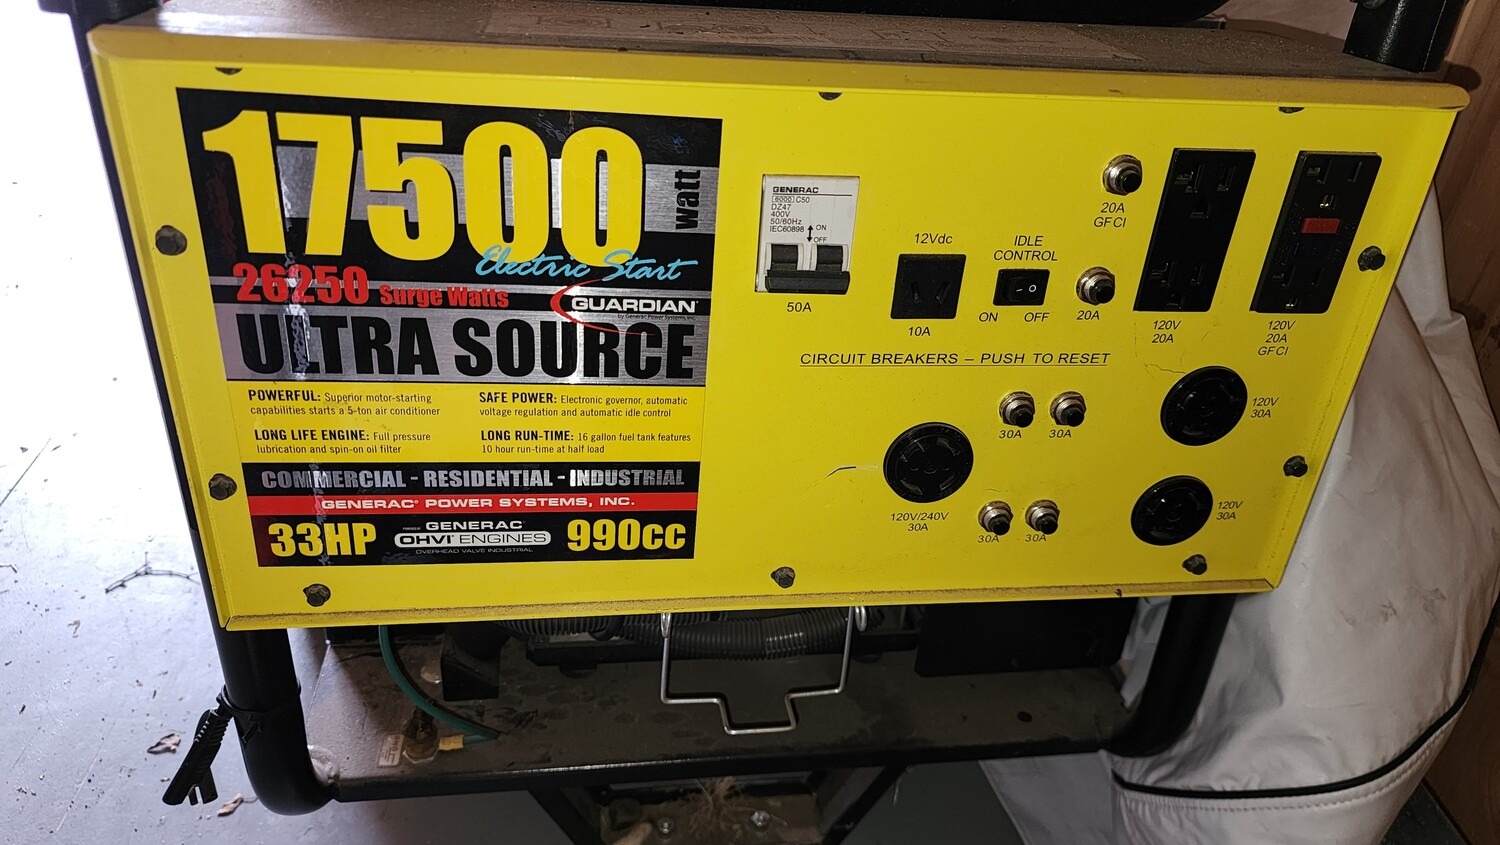 17500
watt
Electric Start
26250 Surge Watts
GUARDIAN
by Generac Power Systems, Inc.
ULTRA SOURCE
POWERFUL: Superior motor-starting
capabilities starts a 5-ton air conditioner
SAFE POWER: Electronic governor, automatic
voltage regulation and automatic idle control
LONG LIFE ENGINE: Full pressure
lubrication and spin-on oil filter
LONG RUN-TIME: 16 gallon fuel tank features
10 hour run-time at half load
COMMERCIAL - RESIDENTIAL - INDUSTRIAL
GENERAC® POWER SYSTEMS, INC.
33HP
POWERED BY
GENERAC®
OHVI® ENGINES
OVERHEAD VALVE INDUSTRIAL
990cc
GENERAC
6000 C50
DZ47
400V
50/60Hz
IEC60898
ON
OFF
50A
12Vdc
10A
IDLE
CONTROL
ON OFF
20A
GFCI
20A
120V
20A
120V
20A
GFCI
CIRCUIT BREAKERS – PUSH TO RESET
30A 30A
120V
30A
120V/240V
30A
30A 30A
120V
30A